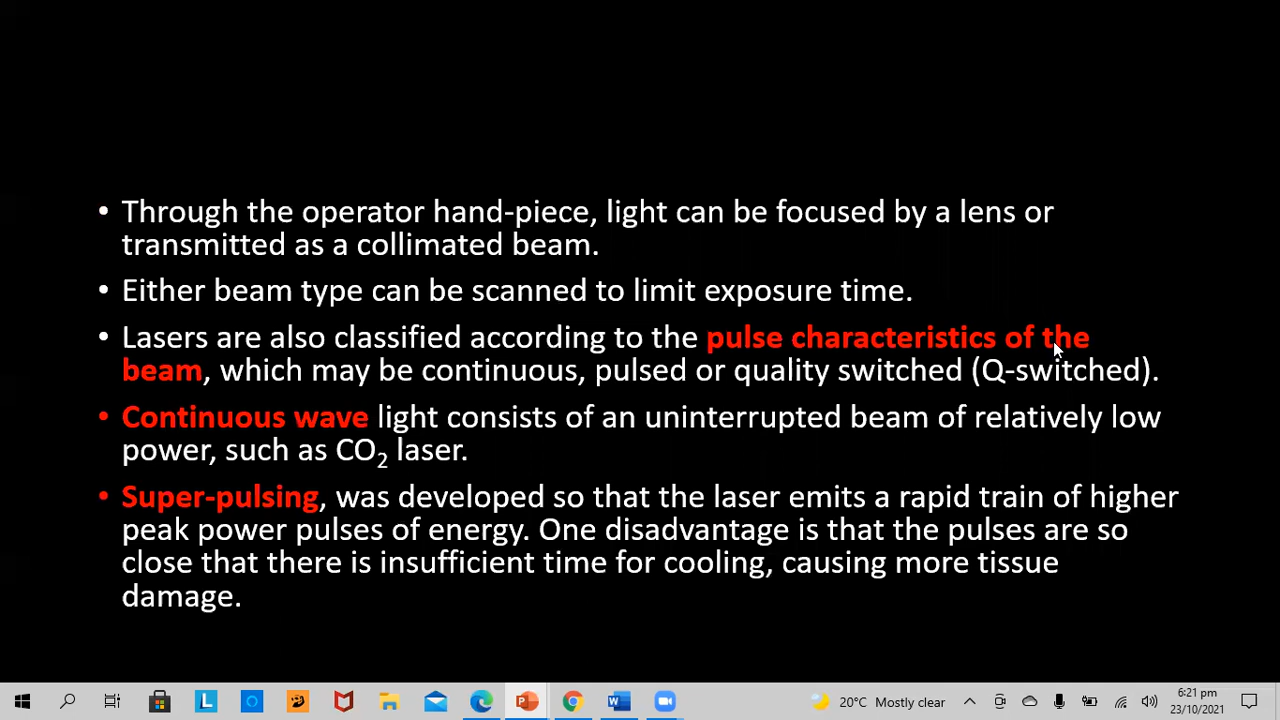 • Through the operator hand-piece, light can be focused by a lens or
transmitted as a collimated beam.
• Either beam type can be scanned to limit exposure time.
• Lasers are also classified according to the pulse characteristics of the
beam, which may be continuous, pulsed or quality switched (Q-switched).
• Continuous wave light consists of an uninterrupted beam of relatively low
power, such as CO₂ laser.
• Super-pulsing, was developed so that the laser emits a rapid train of higher
peak power pulses of energy. One disadvantage is that the pulses are so
close that there is insufficient time for cooling, causing more tissue
damage.
L
20°C Mostly clear
6:21 pm
23/10/2021